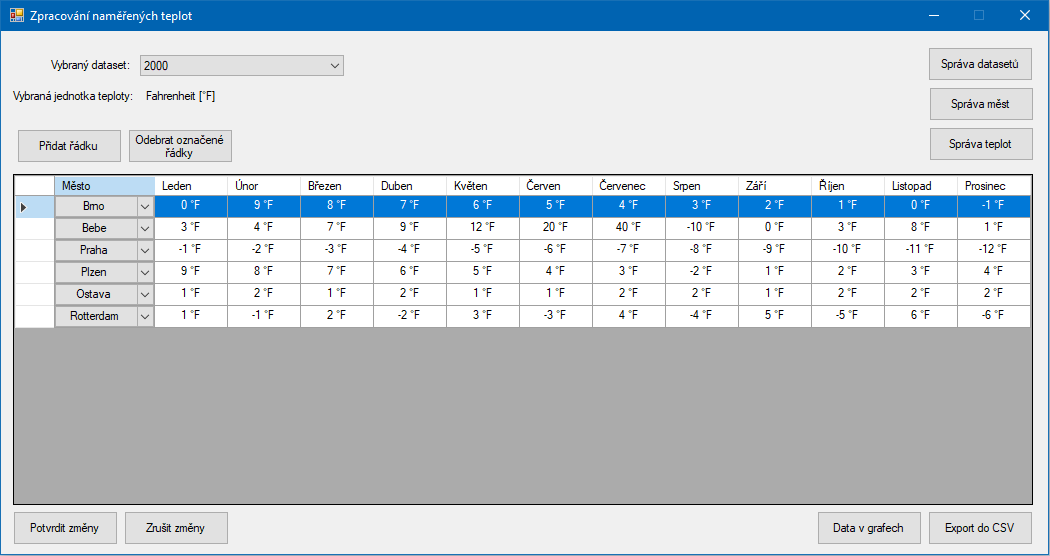 Zpracování naměřených teplot
Vybraný dataset: 2000
Správa datasetů
Vybraná jednotka teploty: Fahrenheit [°F]
Správa měst
Přidat řádku
Odebrat označené
řádky
Správa teplot
Město Leden Únor Březen Duben Květen Červen Červenec Srpen Září Říjen Listopad Prosinec
Brno 0 °F 9 °F 8 °F 7 °F 6 °F 5 °F 4 °F 3 °F 2 °F 1 °F 0 °F -1 °F
Bebe 3 °F 4 °F 7 °F 9 °F 12 °F 20 °F 40 °F -10 °F 0 °F 3 °F 8 °F 1 °F
Praha -1 °F -2 °F -3 °F -4 °F -5 °F -6 °F -7 °F -8 °F -9 °F -10 °F -11 °F -12 °F
Plzen 9 °F 8 °F 7 °F 6 °F 5 °F 4 °F 3 °F -2 °F 1 °F 2 °F 3 °F 4 °F
Ostava 1 °F 2 °F 1 °F 2 °F 1 °F 1 °F 2 °F 2 °F 1 °F 2 °F 2 °F 2 °F
Rotterdam 1 °F -1 °F 2 °F -2 °F 3 °F -3 °F 4 °F -4 °F 5 °F -5 °F 6 °F -6 °F
Potvrdit změny Zrušit změny Data v grafech Export do CSV